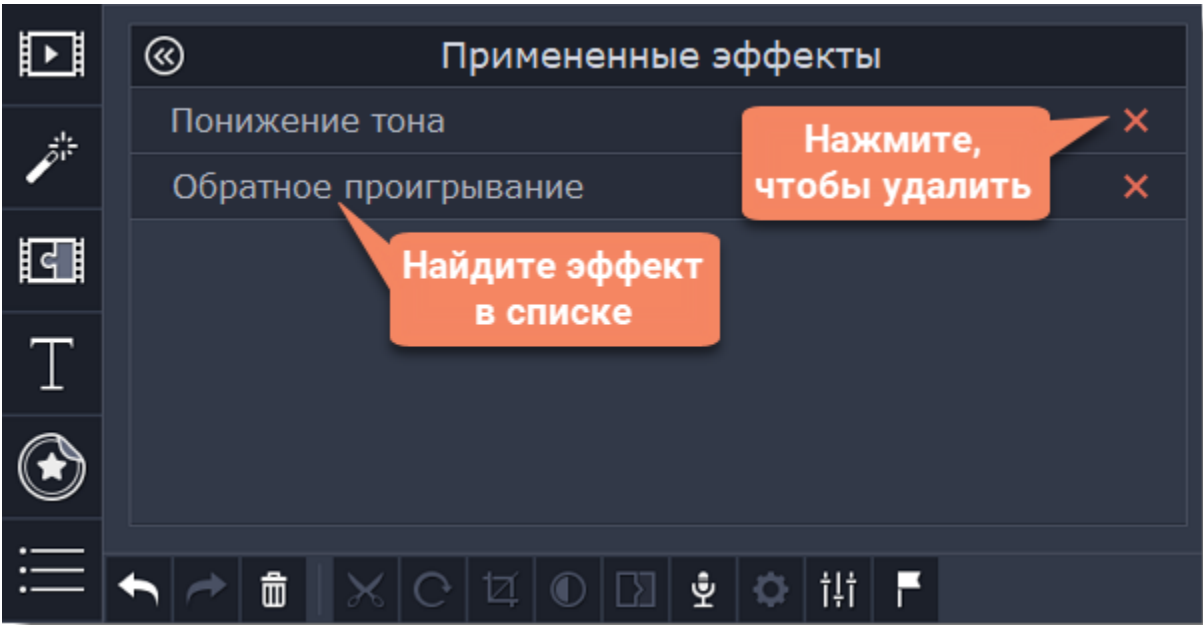 Примененные эффекты
Понижение тона
Нажмите,
чтобы удалить
Обратное проигрывание
Найдите эффект
в списке